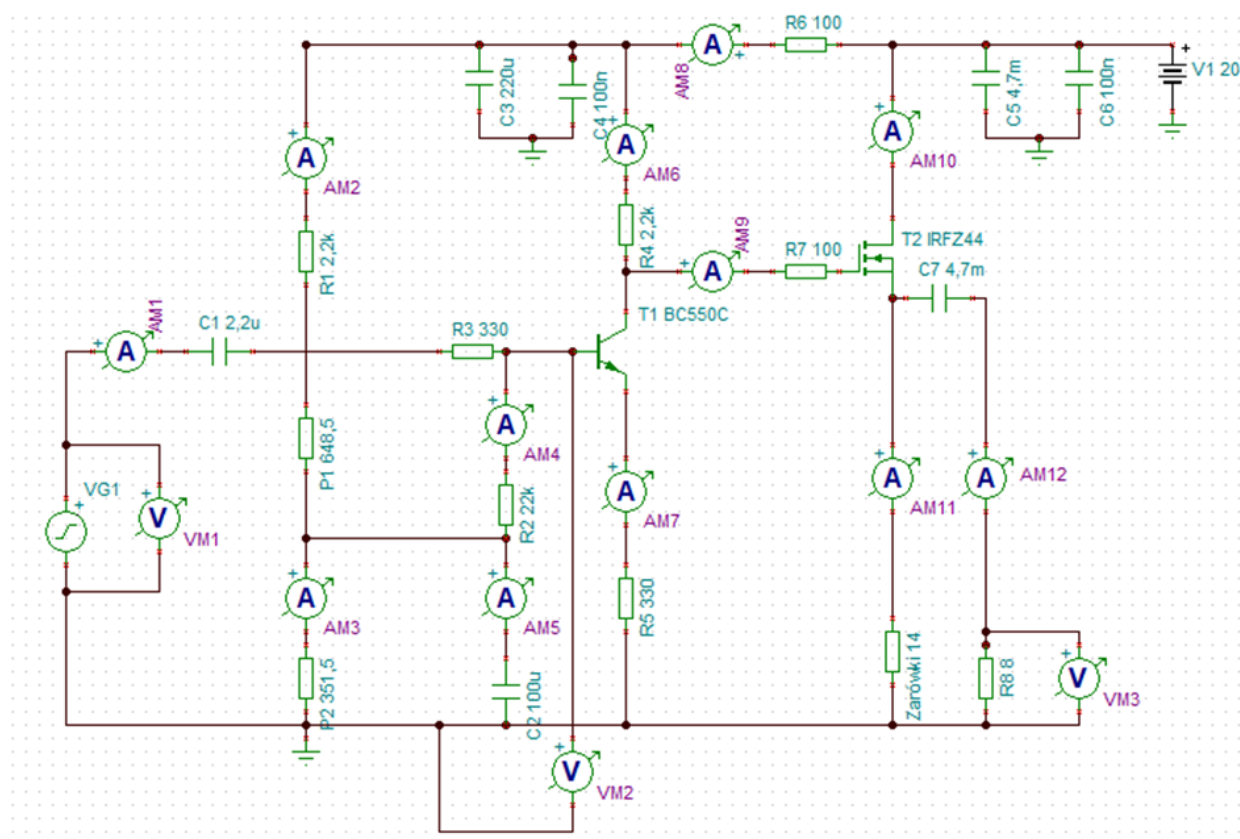 R6 100
A
AM8
C3 220u
C4 100n
C5 4,7m
C6 100n
+
V1 20
A
AM2
A
AM6
A
AM10
R1 2,2k
R4 2,2k
A
AM9
R7 100
T2 IRFZ44
C7 4,7m
T1 BC550C
A
AM1
C1 2,2u
R3 330
P1 648,5
A
AM4
R2 22k
A
AM7
A
AM11
A
AM12
VG1
V
VM1
A
AM3
A
AM5
R5 330
P2 351,5
C2 100u
Zarówki 14
R8 8
V
VM3
V
VM2